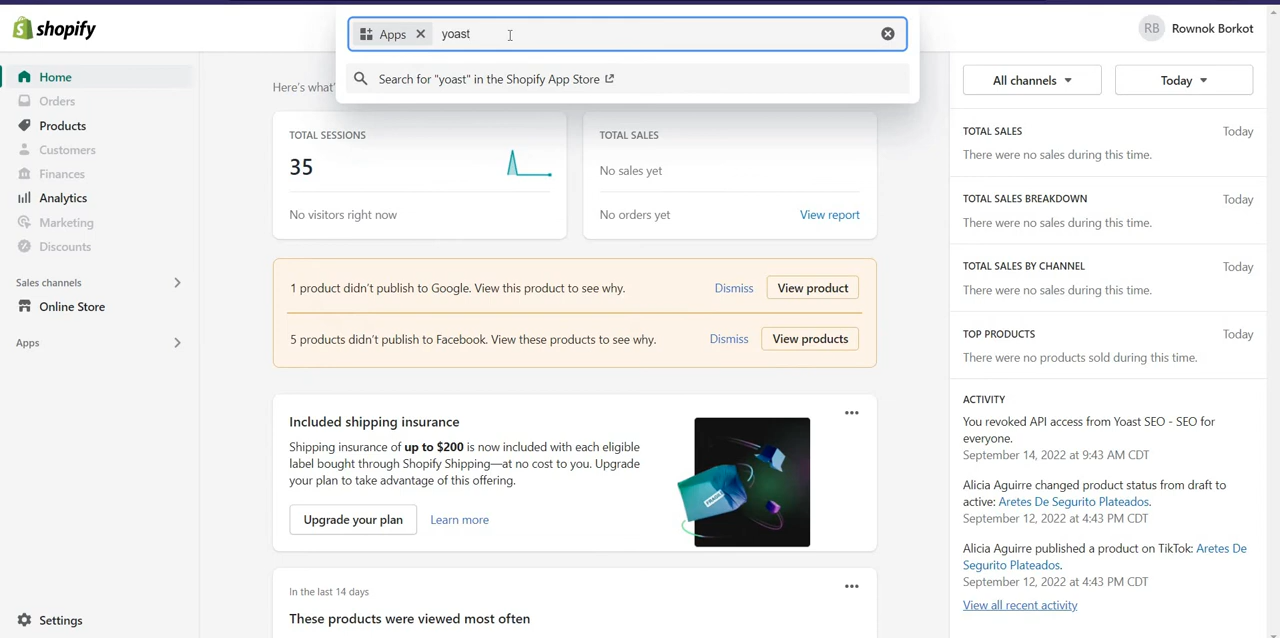 shopify
Apps
yoast
Search for "yoast" in the Shopify App Store
RB
Rownok Borkot
Home
Orders
Products
Customers
Finances
Analytics
Marketing
Discounts
Sales channels
Online Store
Apps
Settings
Here's what'
TOTAL SESSIONS
35
No visitors right now
TOTAL SALES
No sales yet
No orders yet
View report
1 product didn't publish to Google. View this product to see why.
Dismiss
View product
5 products didn't publish to Facebook. View these products to see why.
Dismiss
View products
Included shipping insurance
Shipping insurance of up to $200 is now included with each eligible
label bought through Shopify Shipping—at no cost to you. Upgrade
your plan to take advantage of this offering.
Upgrade your plan
Learn more
In the last 14 days
These products were viewed most often
All channels
Today
TOTAL SALES
Today
There were no sales during this time.
TOTAL SALES BREAKDOWN
Today
There were no sales during this time.
TOTAL SALES BY CHANNEL
Today
There were no sales during this time.
TOP PRODUCTS
Today
There were no products sold during this time.
ACTIVITY
You revoked API access from Yoast SEO - SEO for
everyone.
September 14, 2022 at 9:43 AM CDT
Alicia Aguirre changed product status from draft to
active: Aretes De Segurito Plateados.
September 12, 2022 at 4:43 PM CDT
Alicia Aguirre published a product on TikTok: Aretes De
Segurito Plateados.
September 12, 2022 at 4:43 PM CDT
View all recent activity